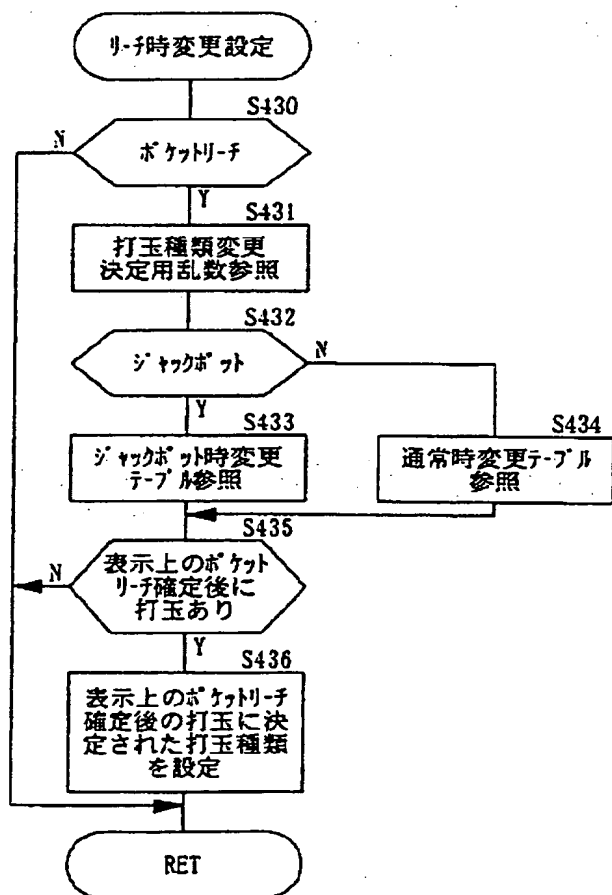 リーチ時変更設定
S430
N
ポケットリーチ
Y
S431
打玉種類変更
決定用乱数参照
S432
ジャックポット
N
Y
S433
S434
ジャックポット時変更
テーブル参照
通常時変更テーブル
参照
S435
表示上のポケット
リーチ確定後に
打玉あり
N
Y
S436
表示上のポケットリーチ
確定後の打玉に決
定された打玉種類
を設定
RET